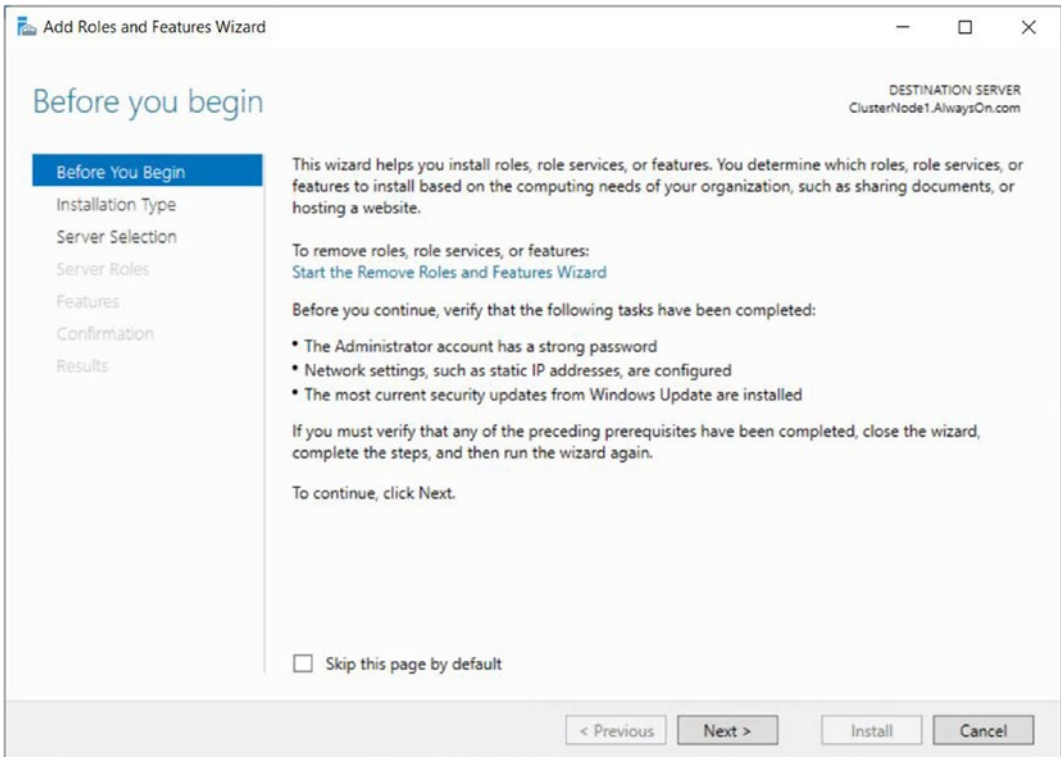 Add Roles and Features Wizard
Before you begin
DESTINATION SERVER
ClusterNode1.AlwaysOn.com
Before You Begin
Installation Type
Server Selection
Server Roles
Features
Confirmation
Results
This wizard helps you install roles, role services, or features. You determine which roles, role services, or
features to install based on the computing needs of your organization, such as sharing documents, or
hosting a website.
To remove roles, role services, or features:
Start the Remove Roles and Features Wizard
Before you continue, verify that the following tasks have been completed:
• The Administrator account has a strong password
• Network settings, such as static IP addresses, are configured
• The most current security updates from Windows Update are installed
If you must verify that any of the preceding prerequisites have been completed, close the wizard,
complete the steps, and then run the wizard again.
To continue, click Next.
Skip this page by default
< Previous
Next >
Install
Cancel